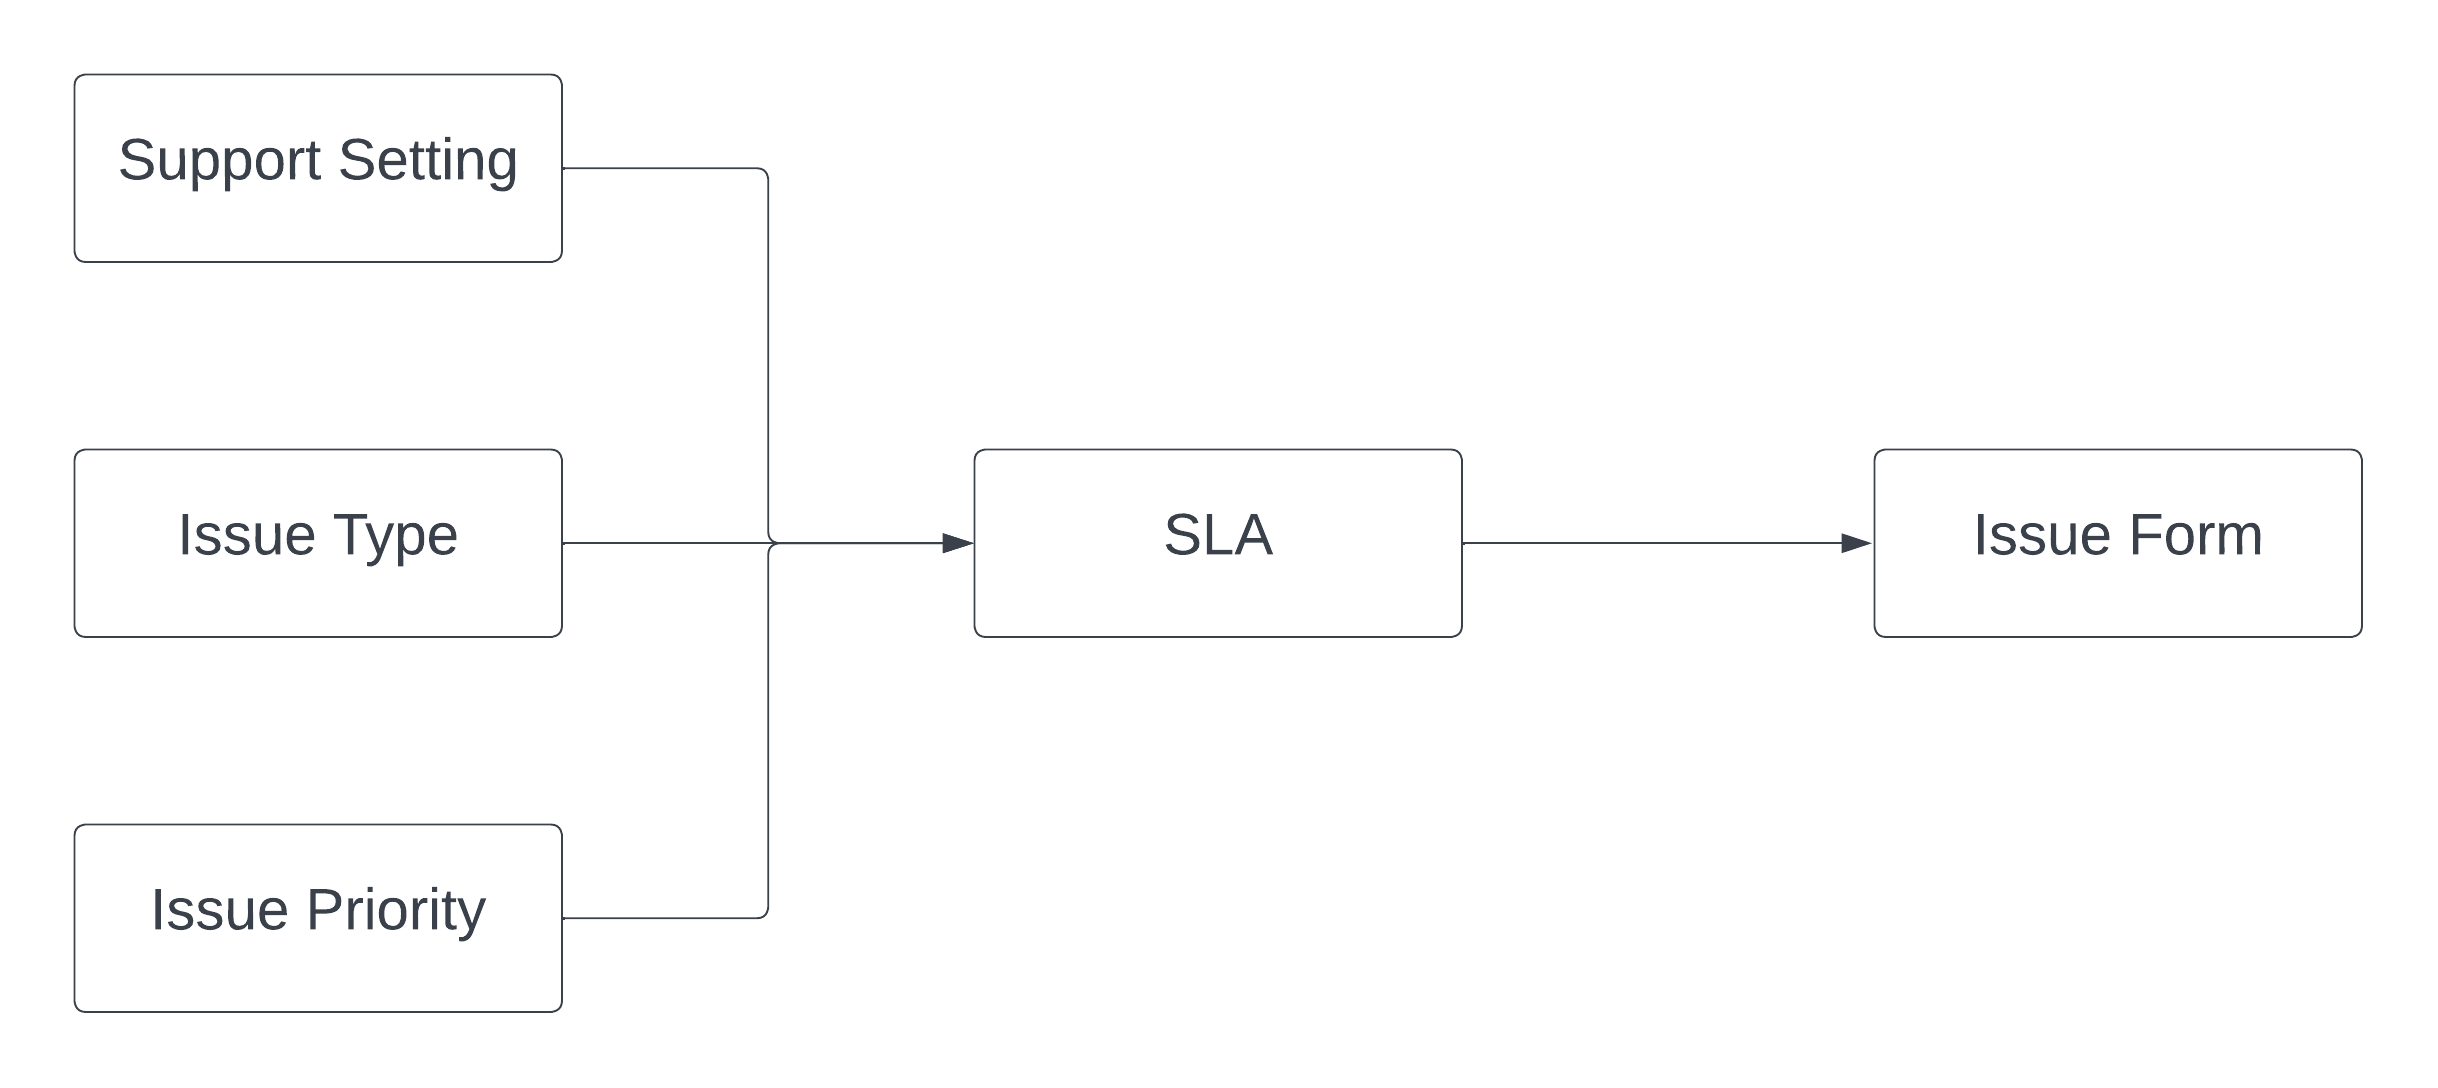 Support Setting
Issue Type
SLA
Issue Form
Issue Priority